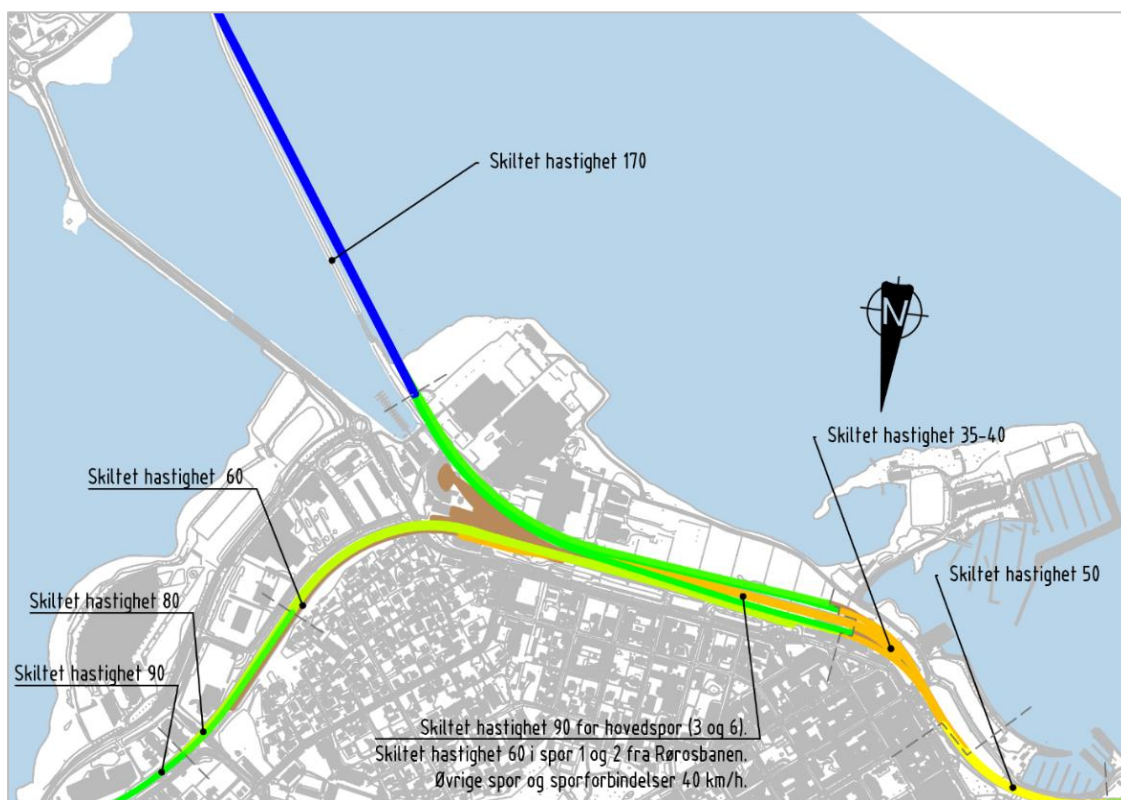 Skiltet hastighet 170
N
Skiltet hastighet 35-40
Skiltet hastighet 60
Skiltet hastighet 50
Skiltet hastighet 80
Skiltet hastighet 90
Skiltet hastighet 90 for hovedspor (3 og 6).
Skiltet hastighet 60 i spor 1 og 2 fra Rørosbanen.
Øvrige spor og sporforbindelser 40 km/h.